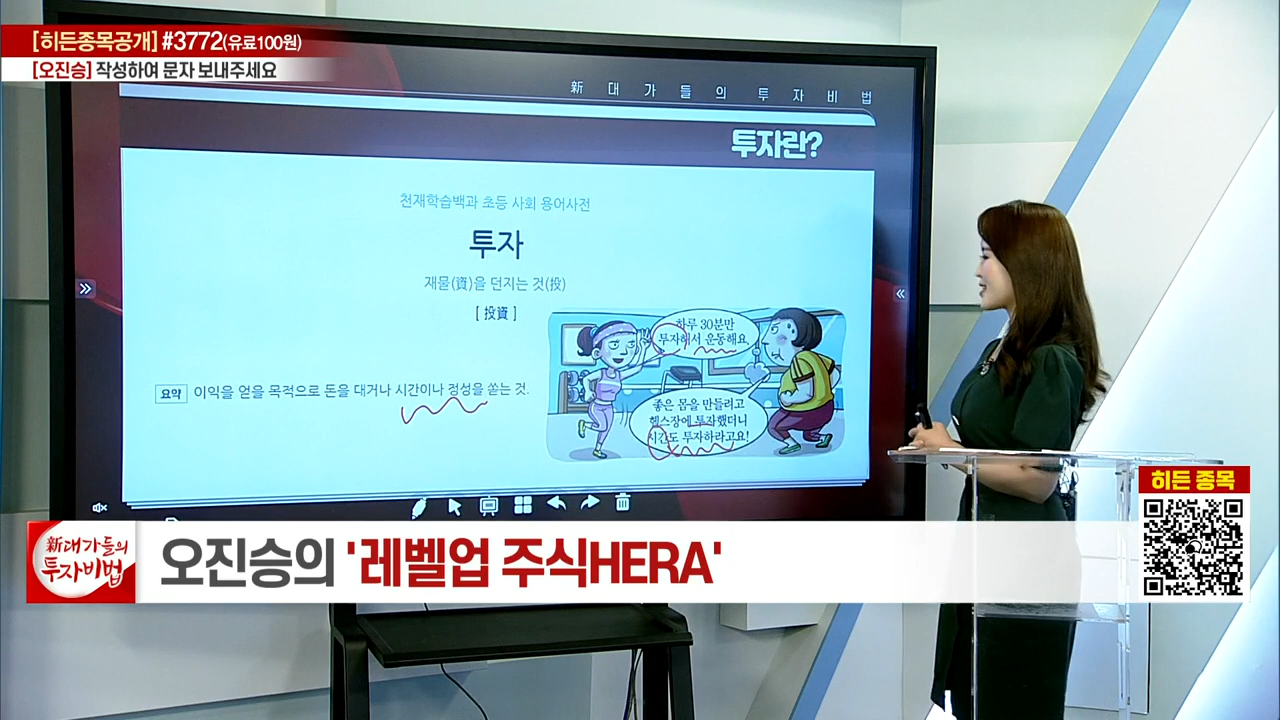 [히든종목공개] #3772(유료100원)
[오진승] 작성하여 문자 보내주세요
新 대 가 들 의 투 자 비 법
투자란?
천재학습백과 초등 사회 용어사전
투자
재물(資)을 던지는 것(投)
[ 投資 ]
하루 30분만
투자해서 운동해요
요약 이익을 얻을 목적으로 돈을 대거나 시간이나 정성을 쏟는 것.
좋은 몸을 만들려고
헬스장에 투자했더니
시간도 투자하라고요!
히든 종목
新대가들의
투자비법
오진승의 '레벨업 주식HERA'